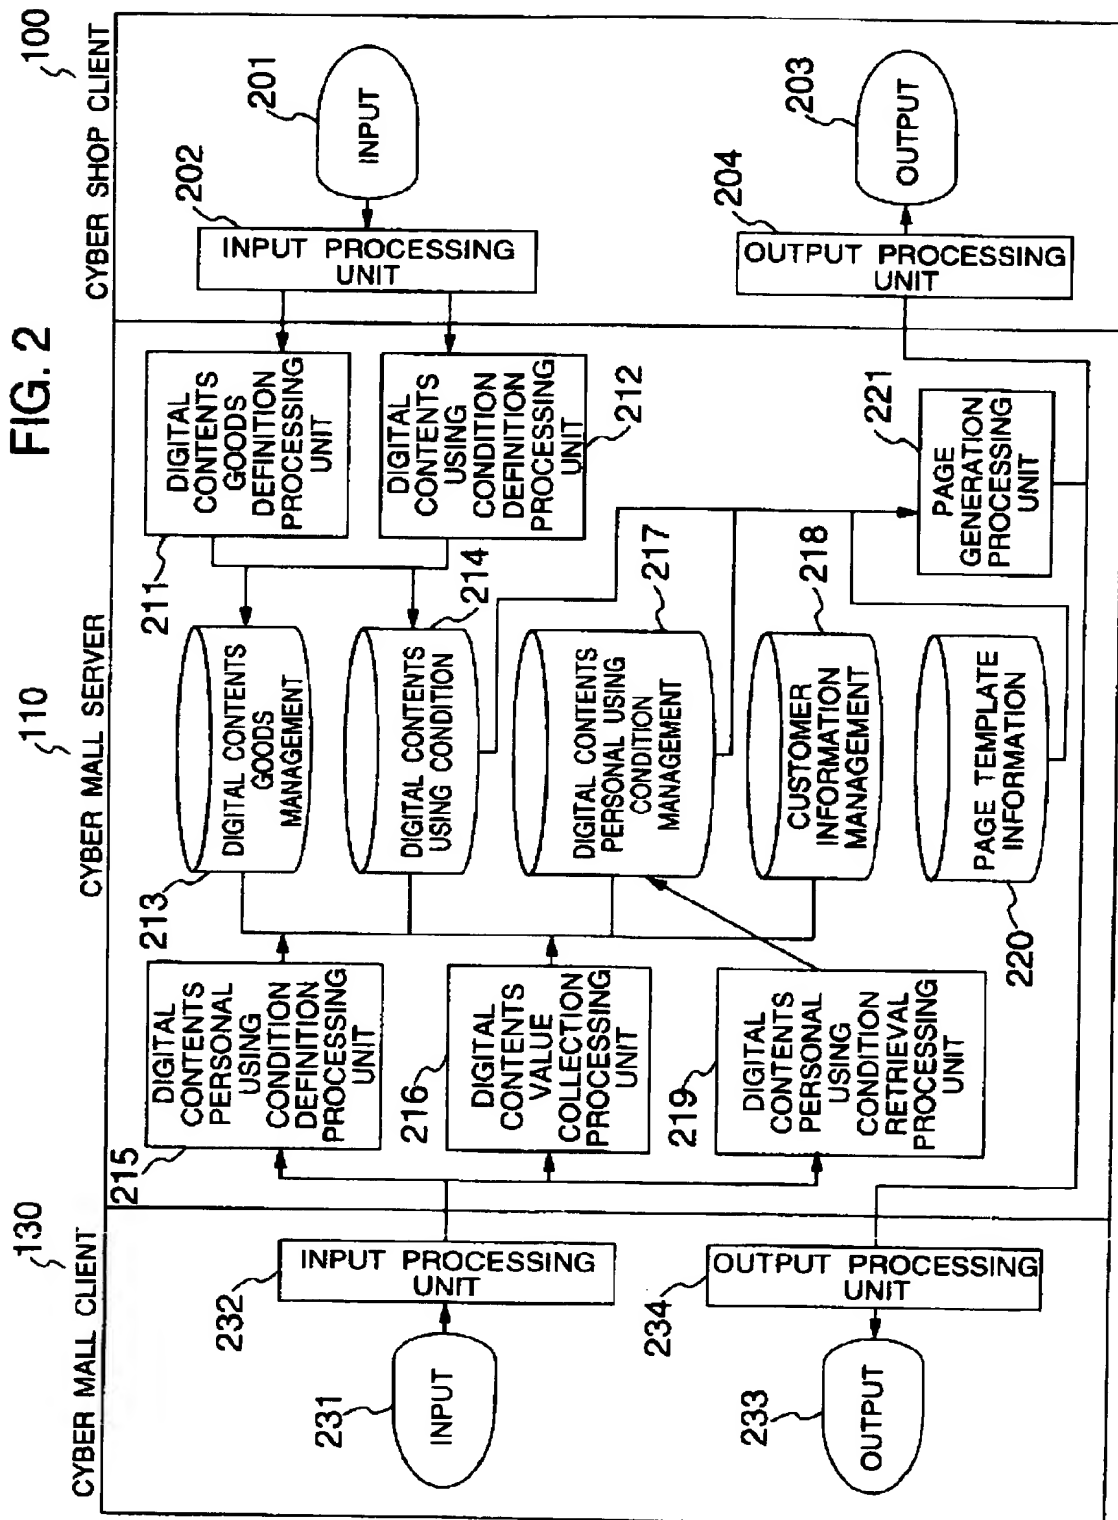 FIG. 2
CYBER MALL CLIENT
130
CYBER MALL SERVER
110
CYBER SHOP CLIENT
100
231
INPUT
232
INPUT PROCESSING
UNIT
233
OUTPUT
234
OUTPUT PROCESSING
UNIT
215
DIGITAL
CONTENTS
PERSONAL
USING
CONDITION
DEFINITION
PROCESSING
UNIT
216
DIGITAL
CONTENTS
VALUE
COLLECTION
PROCESSING
UNIT
219
DIGITAL
CONTENTS
PERSONAL
USING
CONDITION
RETRIEVAL
PROCESSING
UNIT
213
DIGITAL CONTENTS
GOODS
MANAGEMENT
214
DIGITAL CONTENTS
USING CONDITION
217
DIGITAL CONTENTS
PERSONAL USING
CONDITION
MANAGEMENT
218
CUSTOMER
INFORMATION
MANAGEMENT
220
PAGE TEMPLATE
INFORMATION
211
DIGITAL
CONTENTS
GOODS
DEFINITION
PROCESSING
UNIT
212
DIGITAL
CONTENTS
USING
CONDITION
DEFINITION
PROCESSING
UNIT
221
PAGE
GENERATION
PROCESSING
UNIT
202
INPUT PROCESSING
UNIT
201
INPUT
204
OUTPUT PROCESSING
UNIT
203
OUTPUT